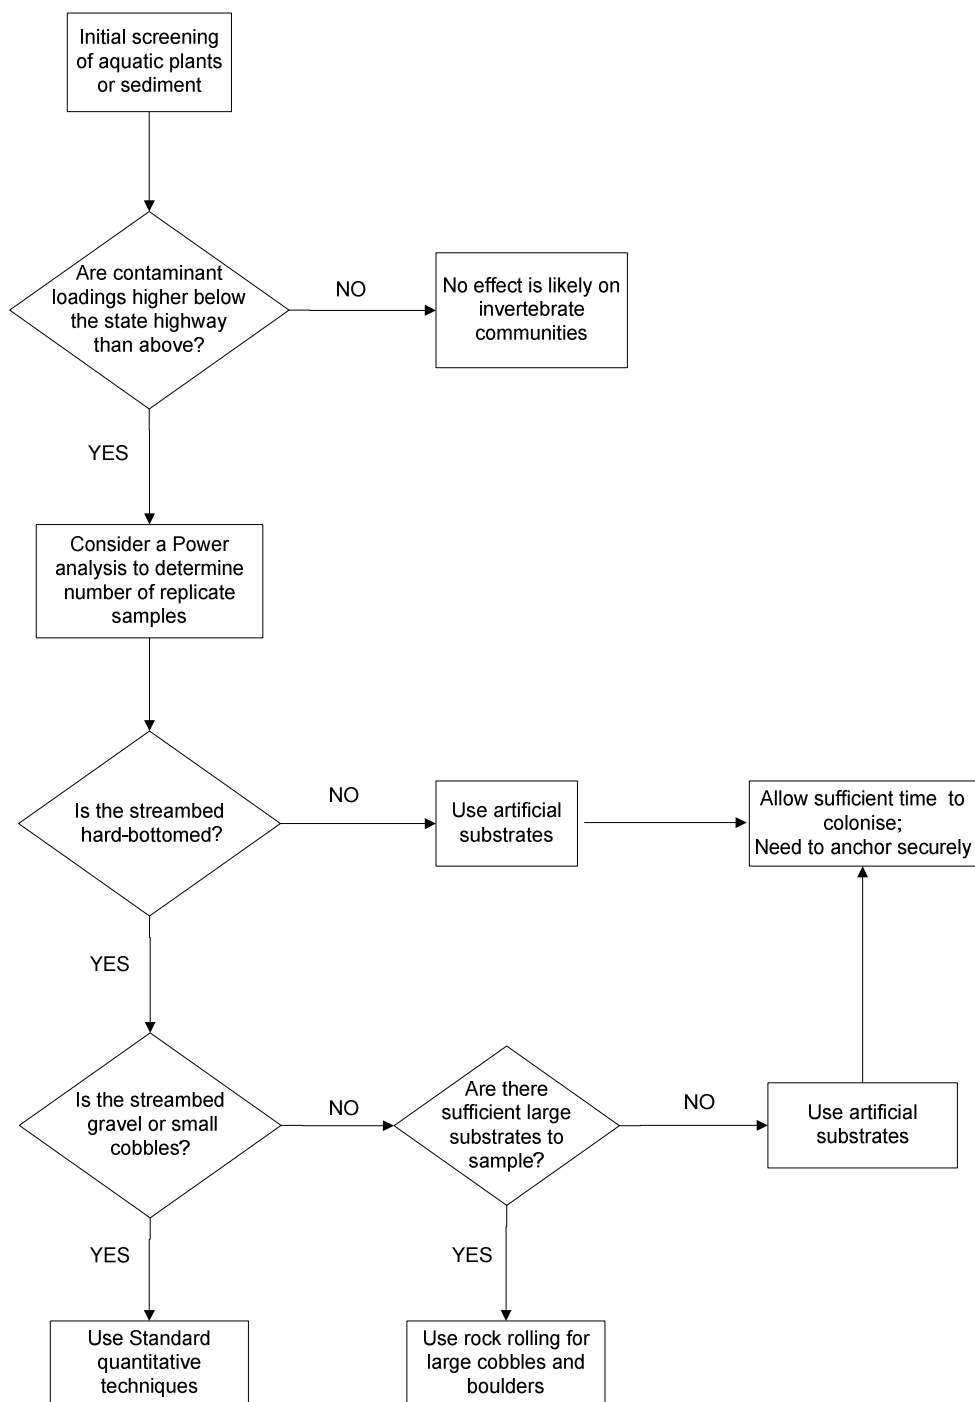 Initial screening
of aquatic plants
or sediment
Are contaminant
loadings higher below
the state highway
than above?
NO
No effect is likely on
invertebrate
communities
YES
Consider a Power
analysis to determine
number of replicate
samples
Is the streambed
hard-bottomed?
NO
Use artificial
substrates
Allow sufficient time to
colonise;
Need to anchor securely
YES
Is the streambed
gravel or small
cobbles?
NO
Are there
sufficient large
substrates to
sample?
NO
Use artificial
substrates
YES
YES
Use Standard
quantitative
techniques
Use rock rolling for
large cobbles and
boulders